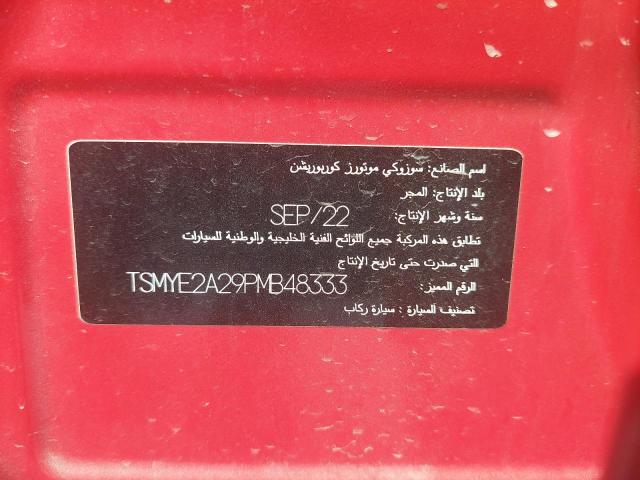 اسم الصانع: سوزوكي موتورز كوربوريشن
بلد الإنتاج: المجر
سنة وشهر الإنتاج: SEP/22
تطابق هذه المركبة جميع اللوائح الفنية الخليجية والوطنية للسيارات
التي صدرت حتى تاريخ الإنتاج
الرقم المميز: TSMYE2A29PMB48333
تصنيف السيارة : سيارة ركاب